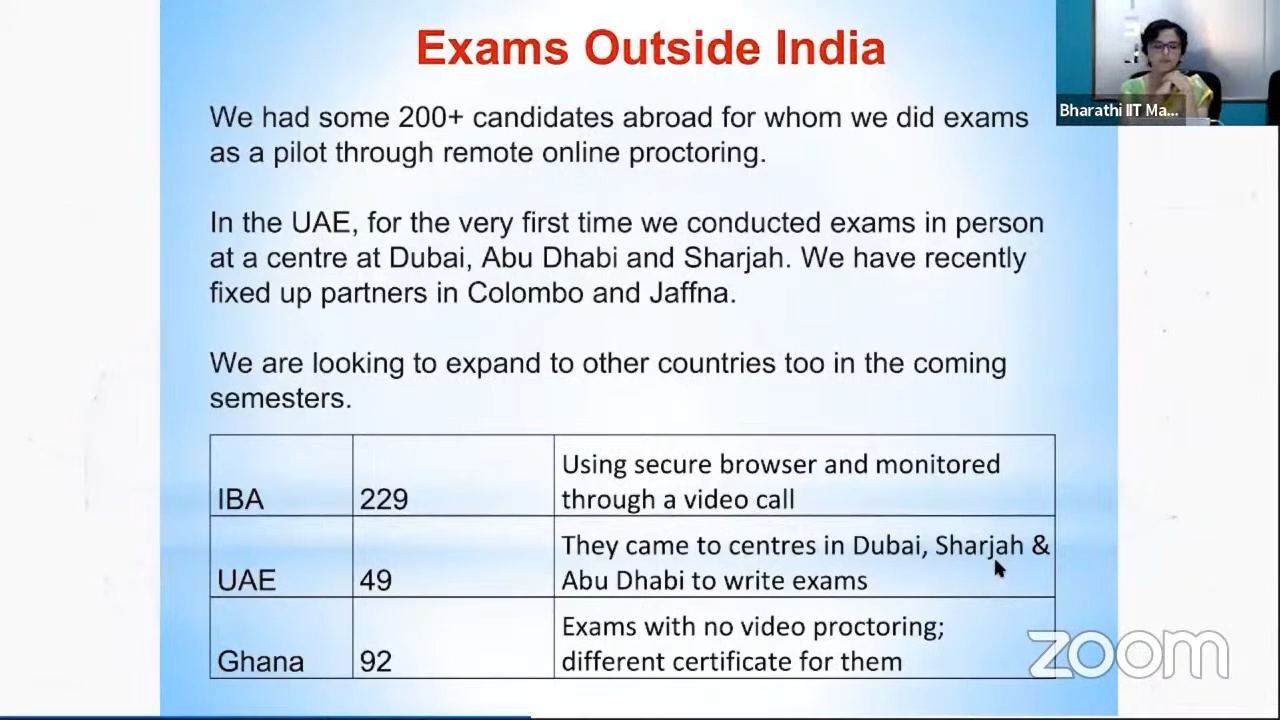 Exams Outside India
Bharathi IIT Ma...
We had some 200+ candidates abroad for whom we did exams
as a pilot through remote online proctoring.
In the UAE, for the very first time we conducted exams in person
at a centre at Dubai, Abu Dhabi and Sharjah. We have recently
fixed up partners in Colombo and Jaffna.
We are looking to expand to other countries too in the coming
semesters.
IBA 229 Using secure browser and monitored
through a video call
UAE 49 They came to centres in Dubai, Sharjah &
Abu Dhabi to write exams
Ghana 92 Exams with no video proctoring;
different certificate for them
zoom